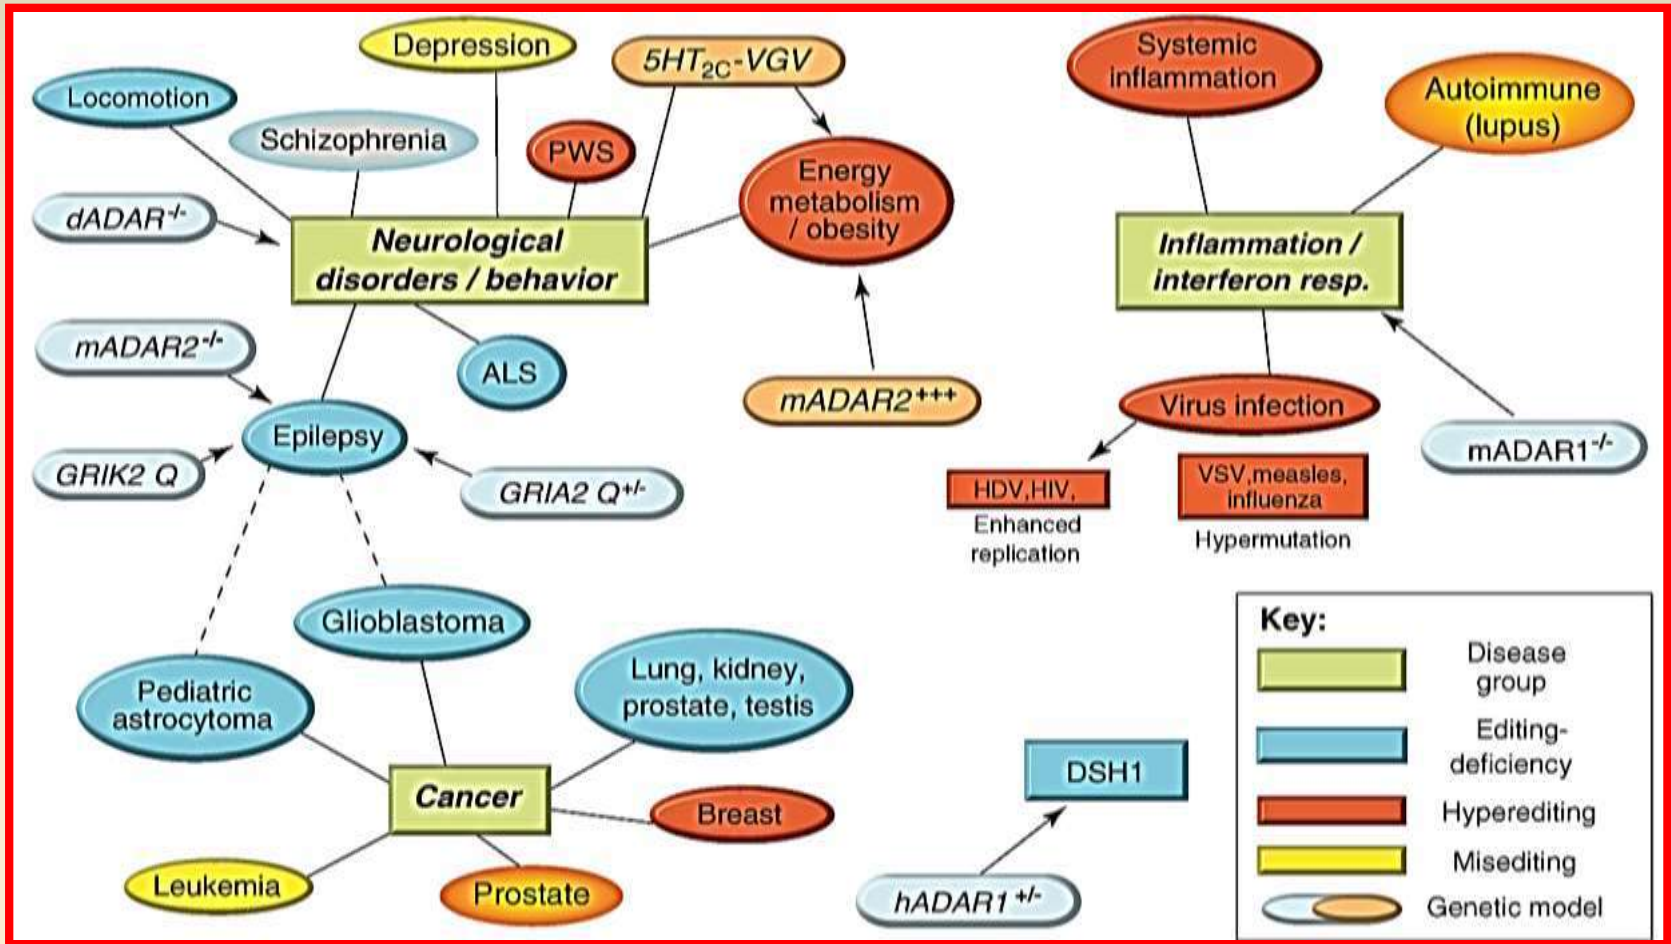 Depression
5HT2C-VGV
Systemic
inflammation
Autoimmune
(lupus)
Locomotion
Schizophrenia
PWS
Energy
metabolism
/ obesity
dADAR-/-
Neurological
disorders / behavior
Inflammation /
interferon resp.
mADAR2-/-
ALS
mADAR2+++
Virus infection
Epilepsy
mADAR1-/-
GRIK2 Q
GRIA2 Q+/-
HDV,HIV,
Enhanced
replication
VSV,measles,
influenza
Hypermutation
Glioblastoma
Lung, kidney,
prostate, testis
Pediatric
astrocytoma
Cancer
Breast
Leukemia
Prostate
DSH1
hADAR1+/-
Key:
Disease
group
Editing-
deficiency
Hyperediting
Misediting
Genetic model